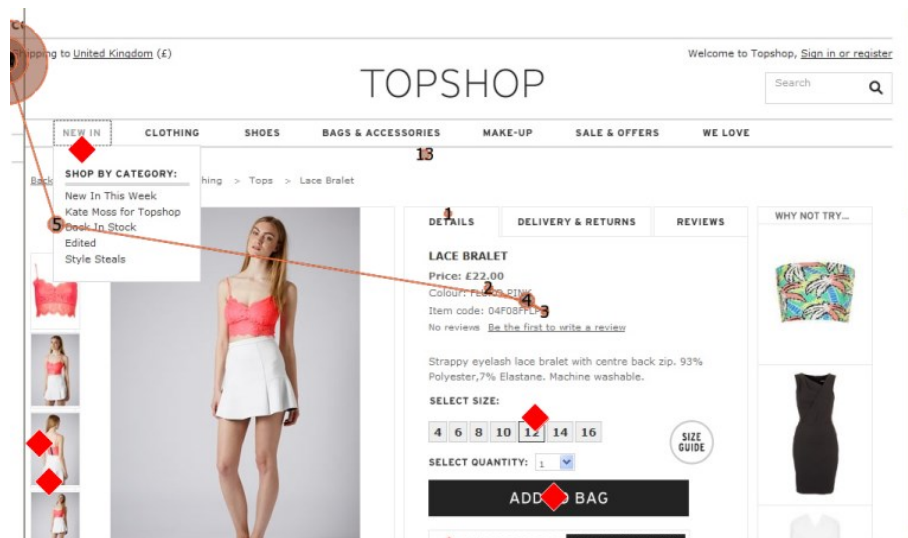 Shipping to United Kingdom (£)
Welcome to Topshop, Sign in or register
TOPSHOP
Search
NEW IN
CLOTHING
SHOES
BAGS & ACCESSORIES
MAKE-UP
SALE & OFFERS
WE LOVE
13
SHOP BY CATEGORY:
New In This Week
Kate Moss for Topshop
5 Back In Stock
Edited
Style Steals
Back
> Tops > Lace Bralet
1
DETAILS
DELIVERY & RETURNS
REVIEWS
WHY NOT TRY...
LACE BRALET
Price: £22.00
2
Colour: PINK
4
Item code:
3
No reviews Be the first to write a review
Strappy eyelash lace bralet with centre back zip. 93%
Polyester,7% Elastane. Machine washable.
SELECT SIZE:
4 6 8 10 12 14 16
SIZE
GUIDE
SELECT QUANTITY: 1
ADD TO BAG